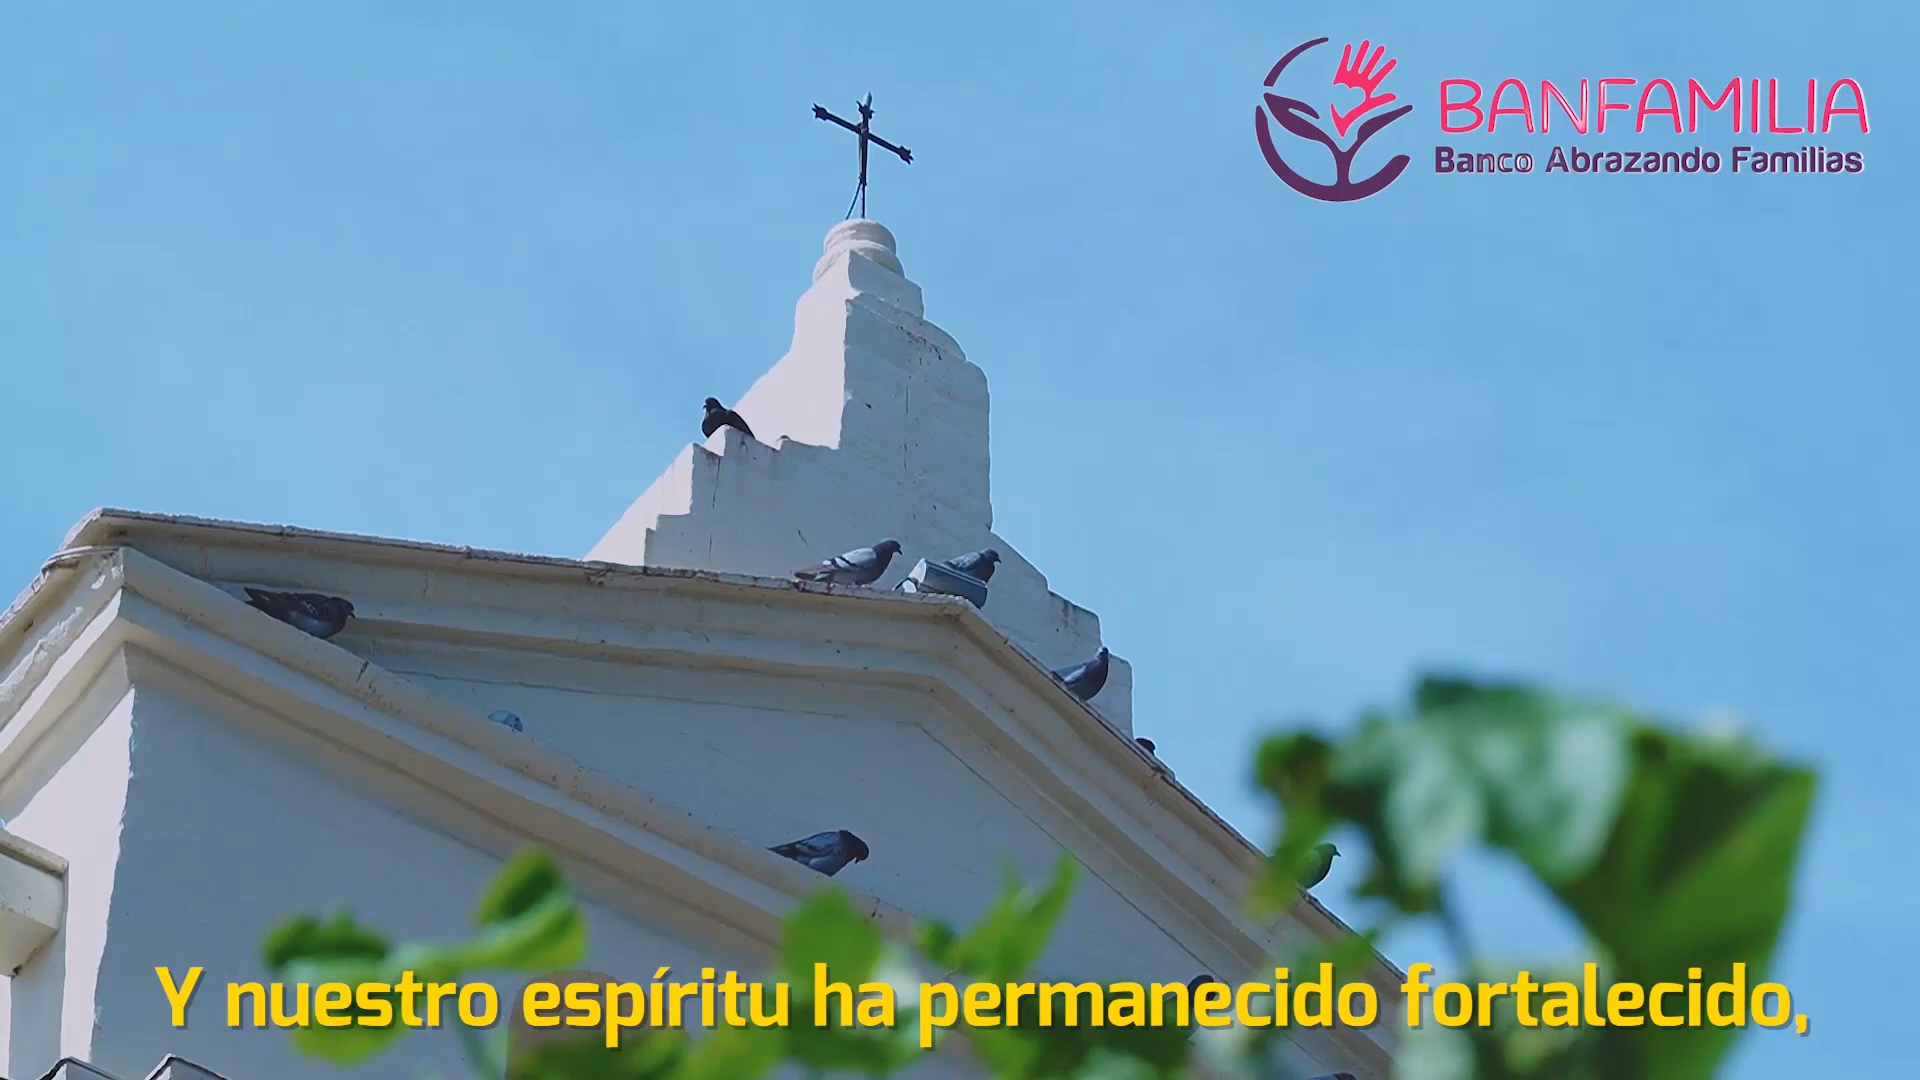 BANFAMILIA
Banco Abrazando Familias
Y nuestro espíritu ha permanecido fortalecido,